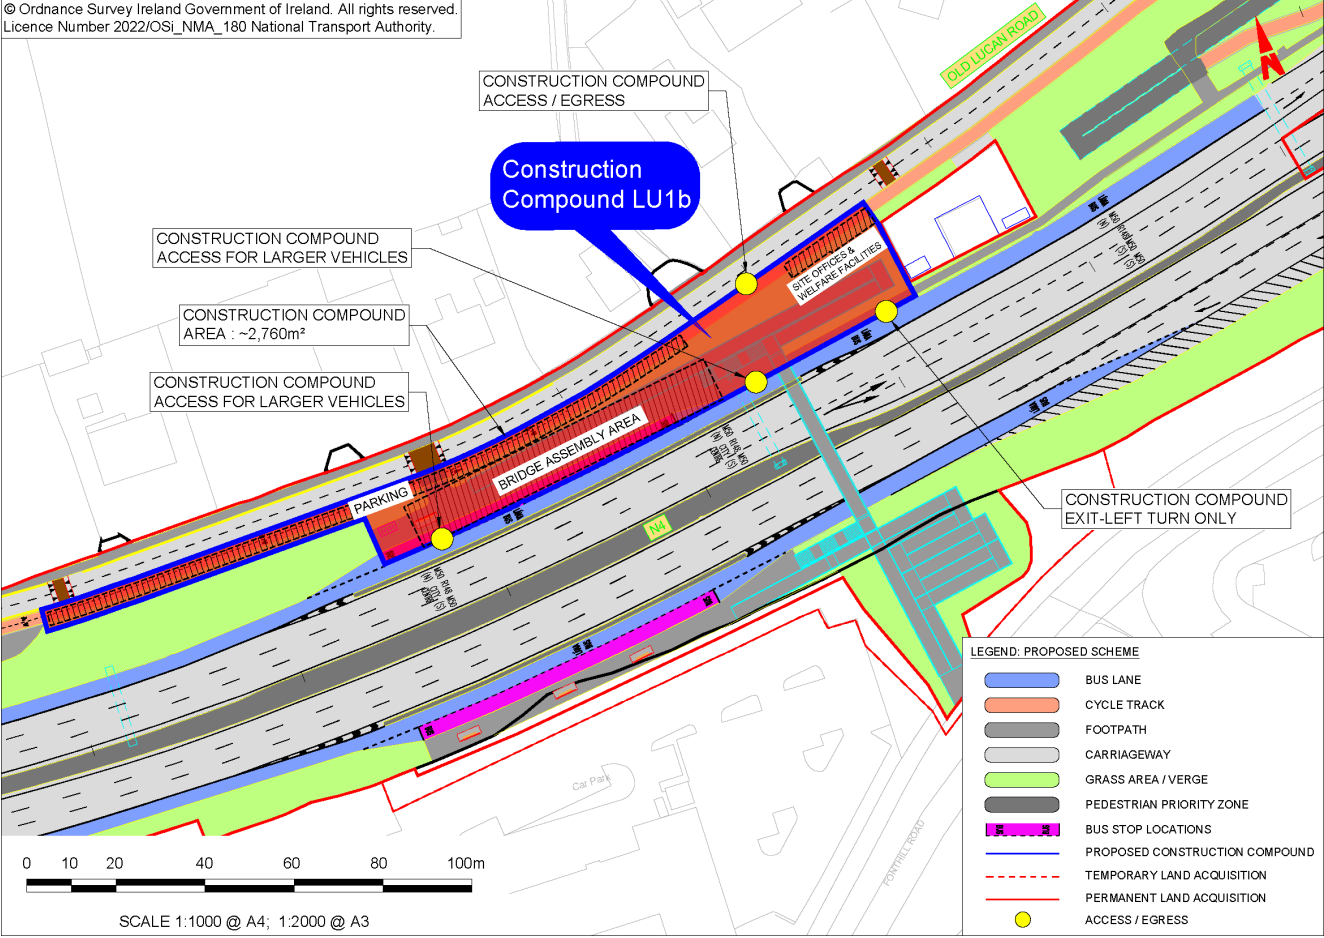 © Ordnance Survey Ireland Government of Ireland. All rights reserved.
Licence Number 2022/OSi_NMA_180 National Transport Authority.
OLD LUCAN ROAD
N
CONSTRUCTION COMPOUND
ACCESS / EGRESS
Construction
Compound LU1b
CONSTRUCTION COMPOUND
ACCESS FOR LARGER VEHICLES
CONSTRUCTION COMPOUND
AREA : ~2,760m²
CONSTRUCTION COMPOUND
ACCESS FOR LARGER VEHICLES
SITE OFFICES &
WELFARE FACILITIES
BRIDGE ASSEMBLY AREA
PARKING
N4
CONSTRUCTION COMPOUND
EXIT-LEFT TURN ONLY
Car Park
FONTHILL ROAD
LEGEND: PROPOSED SCHEME
BUS LANE
CYCLE TRACK
FOOTPATH
CARRIAGEWAY
GRASS AREA / VERGE
PEDESTRIAN PRIORITY ZONE
BUS STOP LOCATIONS
PROPOSED CONSTRUCTION COMPOUND
TEMPORARY LAND ACQUISITION
PERMANENT LAND ACQUISITION
ACCESS / EGRESS
0 10 20 40 60 80 100m
SCALE 1:1000 @ A4; 1:2000 @ A3